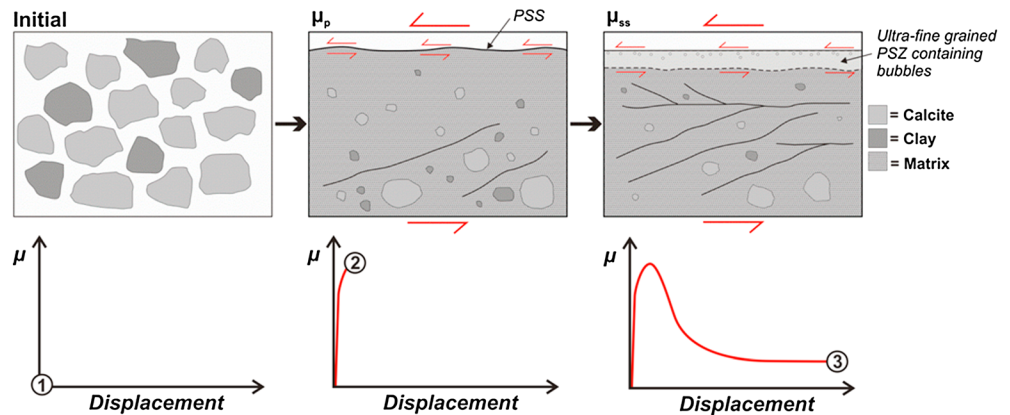 Initial
μp
PSS
μss
Ultra-fine grained
PSZ containing
bubbles
= Calcite
= Clay
= Matrix
μ
1
Displacement
μ
2
Displacement
μ
3
Displacement